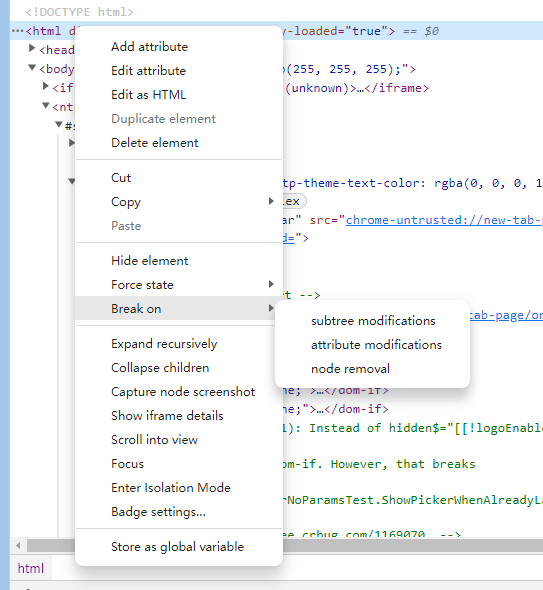 <!DOCTYPE html>
<html d y-loaded="true"> == $0
<head
<body p(255, 255, 255);">
<if (unknown)>…</iframe>
<nt
#s
tp-theme-text-color: rgba(0, 0, 0, 1
lex
ar" src="chrome-untrusted://new-tab-p
d=">
t -->
tab-page/or
me; >…</dom-if>
ne;">…</dom-if>
1): Instead of hidden$="[[!logoEnable
om-if. However, that breaks
rNoParamsTest.ShowPickerWhenAlreadyLa
see crbug.com/1169070. -->
html
Add attribute
Edit attribute
Edit as HTML
Duplicate element
Delete element
Cut
Copy
Paste
Hide element
Force state
Break on
subtree modifications
attribute modifications
node removal
Expand recursively
Collapse children
Capture node screenshot
Show iframe details
Scroll into view
Focus
Enter Isolation Mode
Badge settings…
Store as global variable